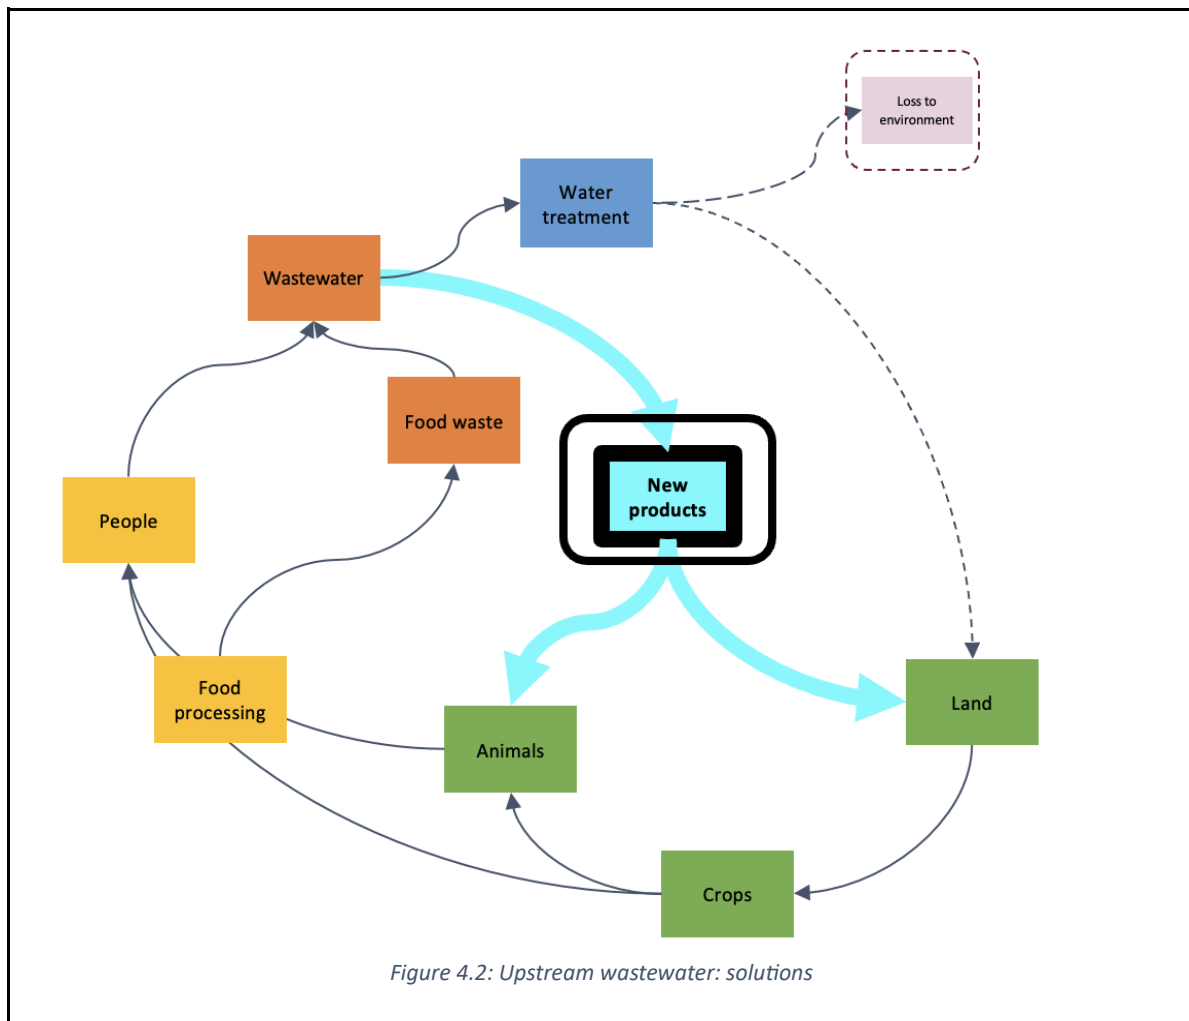 Loss to
environment
Water
treatment
Wastewater
Food waste
New
products
People
Food
processing
Land
Animals
Crops
Figure 4.2: Upstream wastewater: solutions